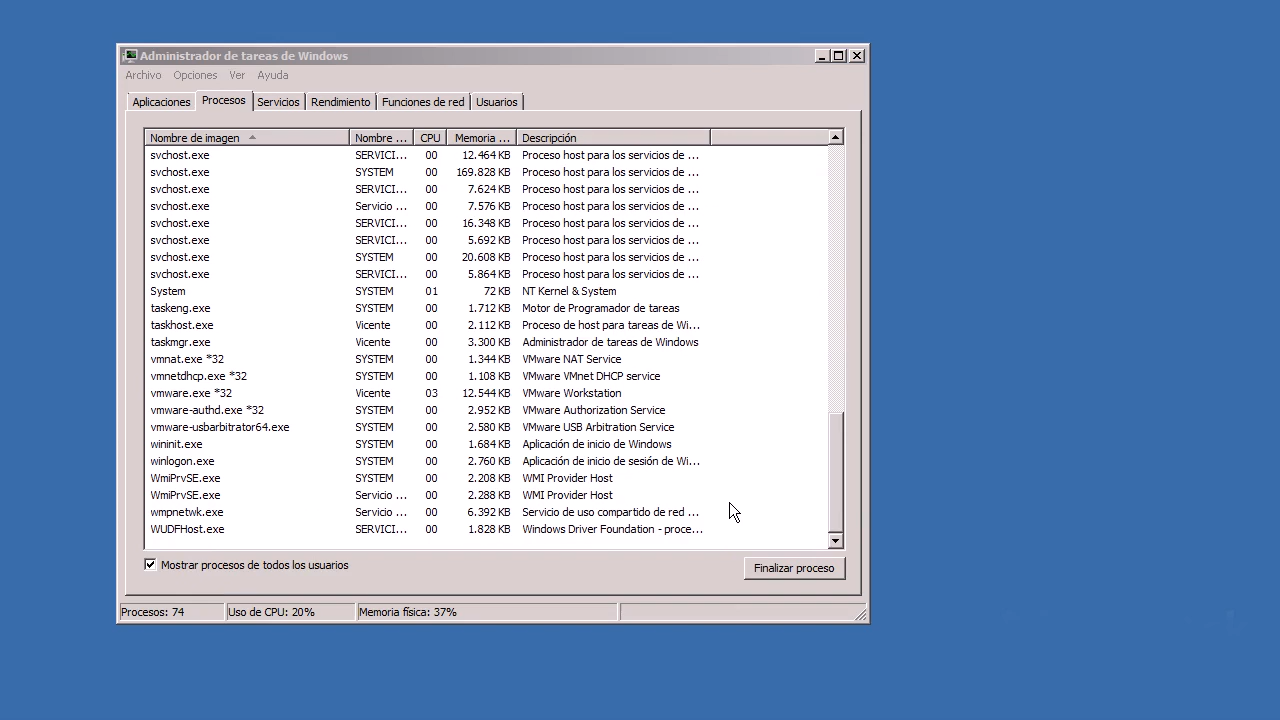 Administrador de tareas de Windows
Archivo Opciones Ver Ayuda
Aplicaciones Procesos Servicios Rendimiento Funciones de red Usuarios
Nombre de imagen Nombre ... CPU Memoria ... Descripción
svchost.exe SERVICI... 00 12.464 KB Proceso host para los servicios de ...
svchost.exe SYSTEM 00 169.828 KB Proceso host para los servicios de ...
svchost.exe SERVICI... 00 7.624 KB Proceso host para los servicios de ...
svchost.exe Servicio ... 00 7.576 KB Proceso host para los servicios de ...
svchost.exe SERVICI... 00 16.348 KB Proceso host para los servicios de ...
svchost.exe SERVICI... 00 5.692 KB Proceso host para los servicios de ...
svchost.exe SYSTEM 00 20.608 KB Proceso host para los servicios de ...
svchost.exe SERVICI... 00 5.864 KB Proceso host para los servicios de ...
System SYSTEM 01 72 KB NT Kernel & System
taskeng.exe SYSTEM 00 1.712 KB Motor de Programador de tareas
taskhost.exe Vicente 00 2.112 KB Proceso de host para tareas de Wi...
taskmgr.exe Vicente 00 3.300 KB Administrador de tareas de Windows
vmnat.exe *32 SYSTEM 00 1.344 KB VMware NAT Service
vmnetdhcp.exe *32 SYSTEM 00 1.108 KB VMware VMnet DHCP service
vmware.exe *32 Vicente 03 12.544 KB VMware Workstation
vmware-authd.exe *32 SYSTEM 00 2.952 KB VMware Authorization Service
vmware-usbarbitrator64.exe SYSTEM 00 2.580 KB VMware USB Arbitration Service
wininit.exe SYSTEM 00 1.684 KB Aplicación de inicio de Windows
winlogon.exe SYSTEM 00 2.760 KB Aplicación de inicio de sesión de Wi...
WmiPrvSE.exe SYSTEM 00 2.208 KB WMI Provider Host
WmiPrvSE.exe Servicio ... 00 2.288 KB WMI Provider Host
wmpnetwk.exe Servicio ... 00 6.392 KB Servicio de uso compartido de red ...
WUDFHost.exe SERVICI... 00 1.828 KB Windows Driver Foundation - proce...
Mostrar procesos de todos los usuarios Finalizar proceso
Procesos: 74 Uso de CPU: 20% Memoria física: 37%